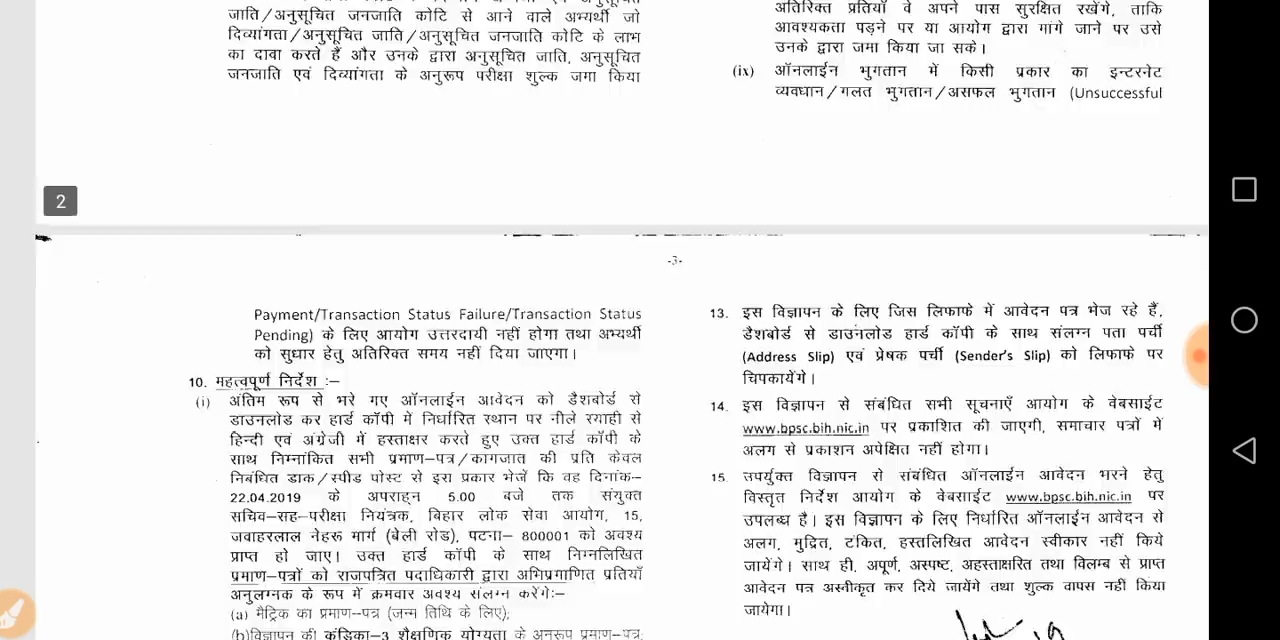 जाति/अनुसूचित जनजाति कोटि से आने वाले अभ्यर्थी जो
दिव्यांगता/अनुसूचित जाति/अनुसूचित जनजाति कोटि के लाभ
का दावा करते हैं और उनके द्वारा अनुसूचित जाति, अनुसूचित
जनजाति एवं दिव्यांगता के अनुरूप परीक्षा शुल्क जमा किया
अतिरिक्त प्रतियाँ वे अपने पास सुरक्षित रखेंगे, ताकि
आवश्यकता पड़ने पर या आयोग द्वारा मांगे जाने पर उसे
उनके द्वारा जमा किया जा सके।
(ix) ऑनलाईन भुगतान में किसी प्रकार का इन्टरनेट
व्यवधान/गलत भुगतान/असफल भुगतान (Unsuccessful
2
-3-
Payment/Transaction Status Failure/Transaction Status
Pending) के लिए आयोग उत्तरदायी नहीं होगा तथा अभ्यर्थी
को सुधार हेतु अतिरिक्त समय नहीं दिया जाएगा।
10. महत्वपूर्ण निर्देश :–
(i) अंतिम रूप से भरे गए ऑनलाईन आवेदन को डैशबोर्ड से
डाउनलोड कर हार्ड कॉपी में निर्धारित स्थान पर नीले स्याही से
हिन्दी एवं अंग्रेजी में हस्ताक्षर करते हुए उक्त हार्ड कॉपी के
साथ निम्नांकित सभी प्रमाण–पत्र/कागजात की प्रति केवल
निबंधित डाक/स्पीड पोस्ट से इस प्रकार भेजें कि वह दिनांक–
22.04.2019 के अपराह्न 5.00 बजे तक संयुक्त
सचिव–सह–परीक्षा नियंत्रक, बिहार लोक सेवा आयोग, 15,
जवाहरलाल नेहरू मार्ग (बेली रोड), पटना– 800001 को अवश्य
प्राप्त हो जाए। उक्त हार्ड कॉपी के साथ निम्नलिखित
प्रमाण–पत्रों को राजपत्रित पदाधिकारी द्वारा अभिप्रमाणित प्रतियाँ
अनुलग्नक के रूप में क्रमवार अवश्य संलग्न करेंगे:–
(a) मैट्रिक का प्रमाण–पत्र (जन्म तिथि के लिए);
(b)विज्ञापन की कंडिका–3 शैक्षणिक योग्यता के अनुरूप प्रमाण–पत्र;
13. इस विज्ञापन के लिए जिस लिफाफे में आवेदन पत्र भेज रहे हैं,
डैशबोर्ड से डाउनलोड हार्ड कॉपी के साथ संलग्न पता पर्ची
(Address Slip) एवं प्रेषक पर्ची (Sender's Slip) को लिफाफे पर
चिपकायेंगे।
14. इस विज्ञापन से संबंधित सभी सूचनाएँ आयोग के वेबसाईट
www.bpsc.bih.nic.in पर प्रकाशित की जाएगी, समाचार पत्रों में
अलग से प्रकाशन अपेक्षित नहीं होगा।
15. उपर्युक्त विज्ञापन से संबंधित ऑनलाईन आवेदन भरने हेतु
विस्तृत निर्देश आयोग के वेबसाईट www.bpsc.bih.nic.in पर
उपलब्ध है। इस विज्ञापन के लिए निर्धारित ऑनलाईन आवेदन से
अलग, मुद्रित, टंकित, हस्तलिखित आवेदन स्वीकार नहीं किये
जायेंगे। साथ ही, अपूर्ण, अस्पष्ट, अहस्ताक्षरित तथा विलम्ब से प्राप्त
आवेदन पत्र अस्वीकृत कर दिये जायेंगे तथा शुल्क वापस नहीं किया
जायेगा।